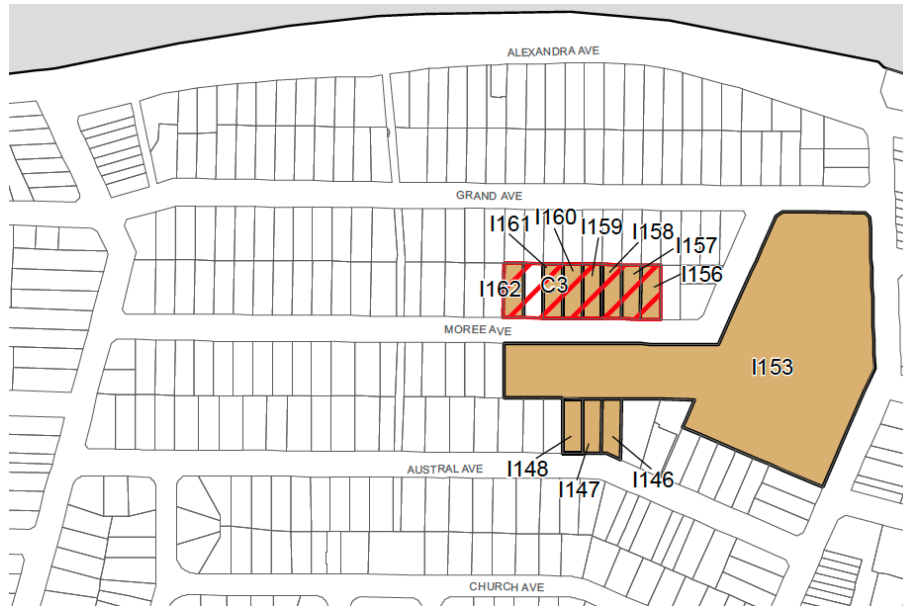 ALEXANDRA AVE
GRAND AVE
I161
I160
I159
I158
I157
I156
I162
C3
MOREE AVE
I153
I148
I147
I146
AUSTRAL AVE
CHURCH AVE